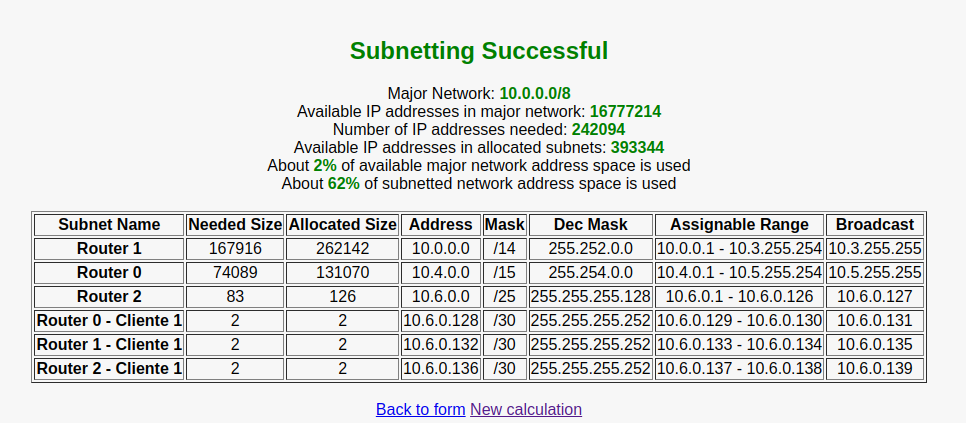 Subnetting Successful
Major Network: 10.0.0.0/8
Available IP addresses in major network: 16777214
Number of IP addresses needed: 242094
Available IP addresses in allocated subnets: 393344
About 2% of available major network address space is used
About 62% of subnetted network address space is used
Subnet Name Needed Size Allocated Size Address Mask Dec Mask Assignable Range Broadcast
Router 1 167916 262142 10.0.0.0 /14 255.252.0.0 10.0.0.1 - 10.3.255.254 10.3.255.255
Router 0 74089 131070 10.4.0.0 /15 255.254.0.0 10.4.0.1 - 10.5.255.254 10.5.255.255
Router 2 83 126 10.6.0.0 /25 255.255.255.128 10.6.0.1 - 10.6.0.126 10.6.0.127
Router 0 - Cliente 1 2 2 10.6.0.128 /30 255.255.255.252 10.6.0.129 - 10.6.0.130 10.6.0.131
Router 1 - Cliente 1 2 2 10.6.0.132 /30 255.255.255.252 10.6.0.133 - 10.6.0.134 10.6.0.135
Router 2 - Cliente 1 2 2 10.6.0.136 /30 255.255.255.252 10.6.0.137 - 10.6.0.138 10.6.0.139
Back to form New calculation